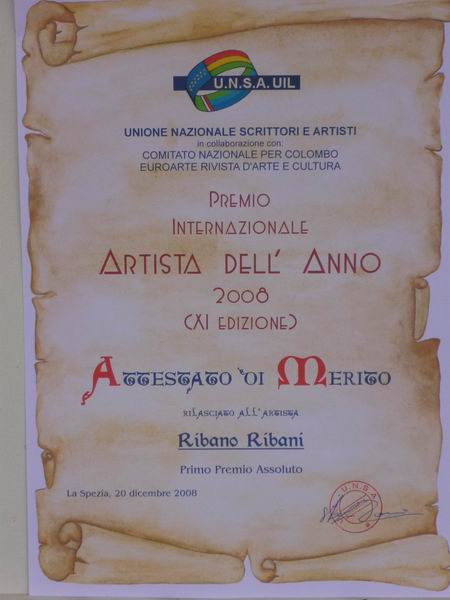 U.N.S.A. UIL
UNIONE NAZIONALE SCRITTORI E ARTISTI
in collaborazione con:
COMITATO NAZIONALE PER COLOMBO
EUROARTE RIVISTA D'ARTE E CULTURA
PREMIO
INTERNAZIONALE
ARTISTA DELL' ANNO
2008
(XI EDIZIONE)
ATTESTATO DI MERITO
RILASCIATO ALL'ARTISTA
Ribano Ribani
Primo Premio Assoluto
La Spezia, 20 dicembre 2008
U.N.S.A.